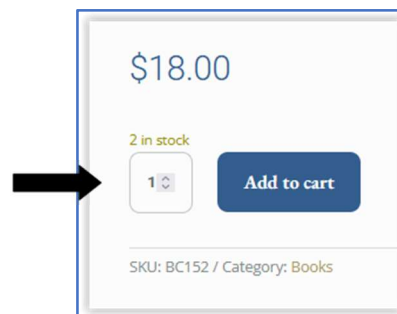 $18.00
2 in stock
1
Add to cart
SKU: BC152 / Category: Books